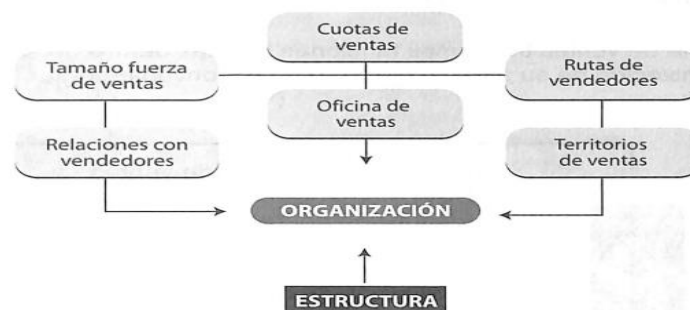 Cuotas de
ventas
Tamaño fuerza
de ventas
Rutas de
vendedores
Oficina de
ventas
Relaciones con
vendedores
Territorios
de ventas
ORGANIZACIÓN
ESTRUCTURA